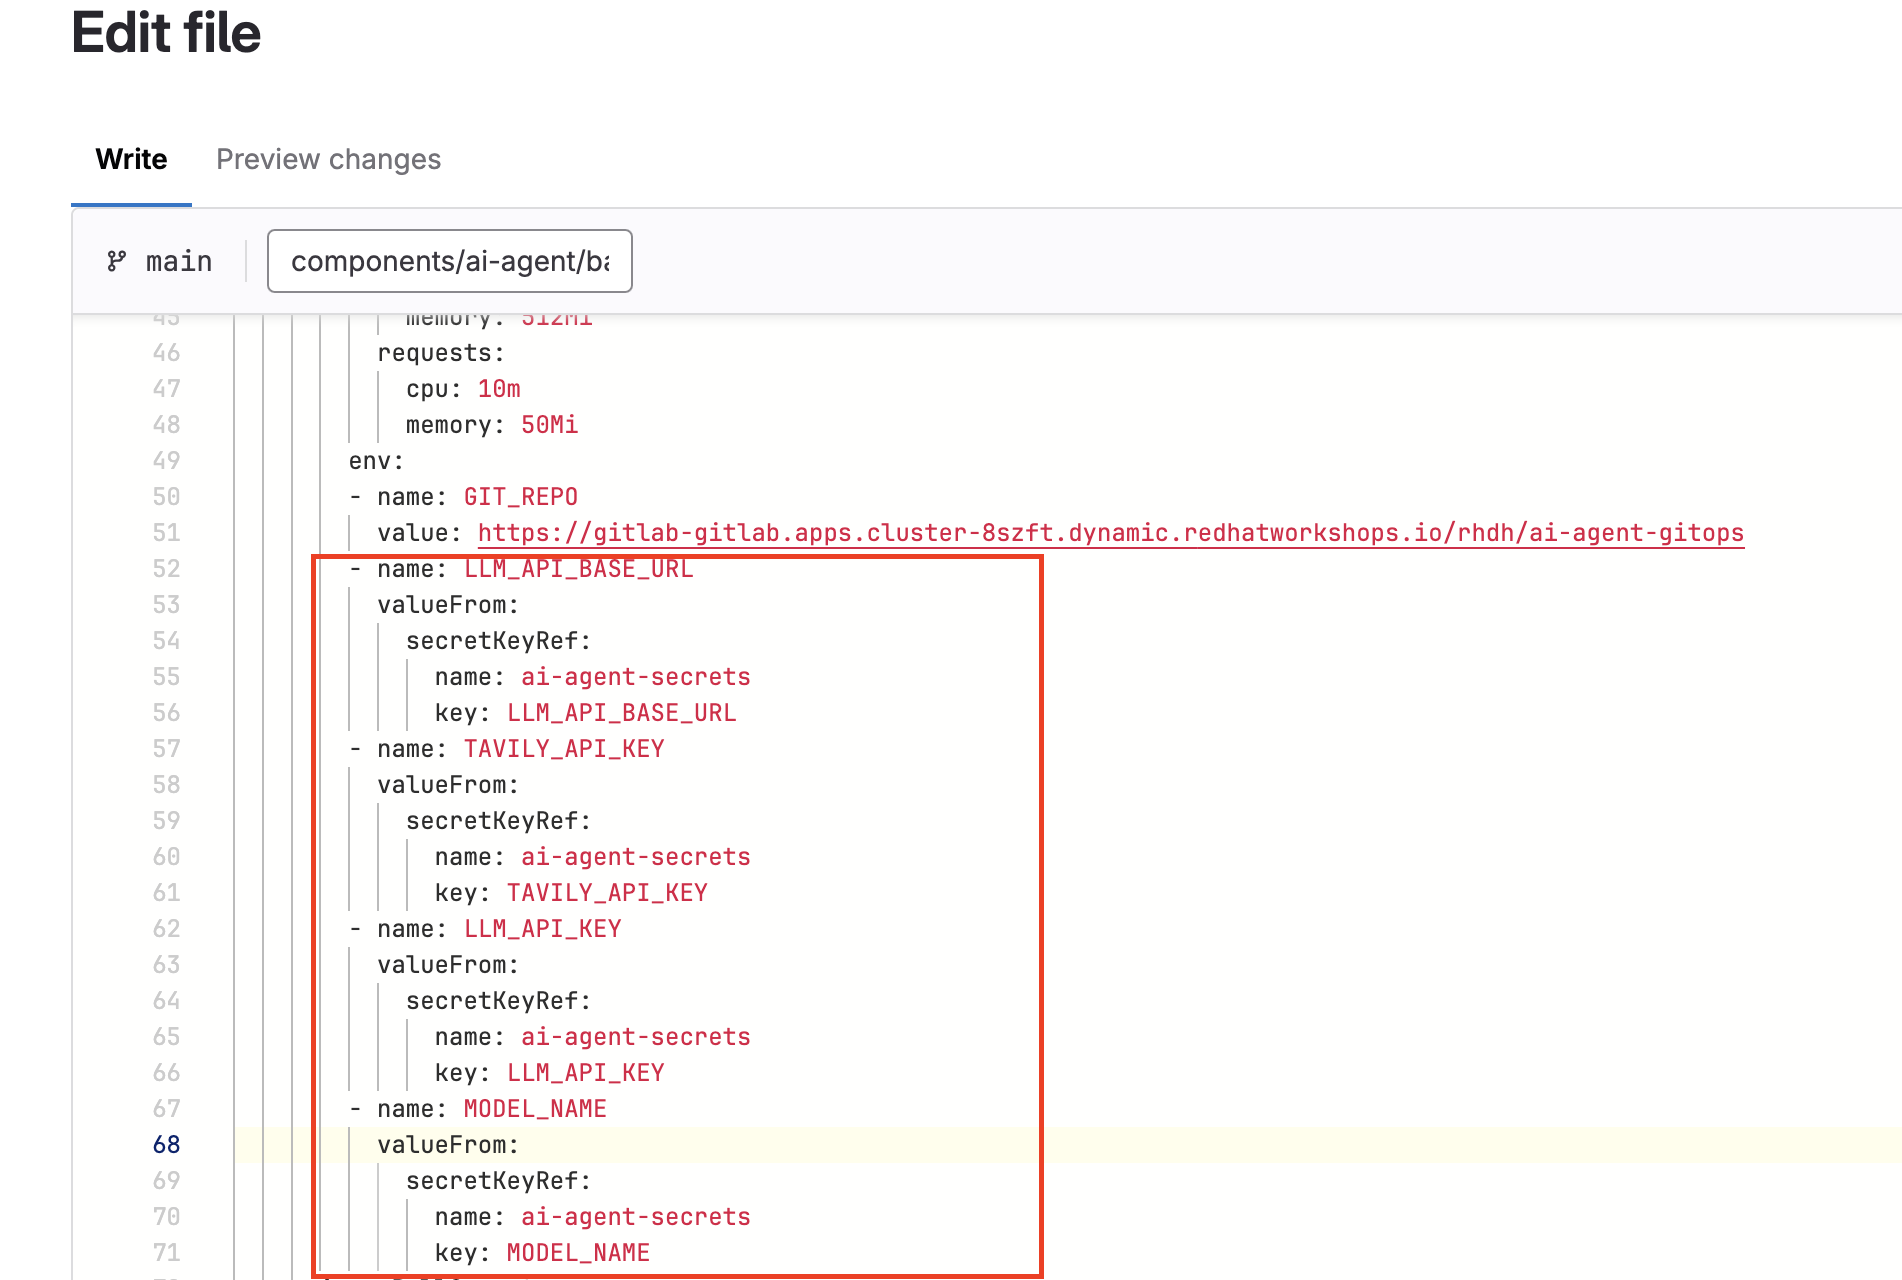 Edit file
Write Preview changes
main components/ai-agent/ba
45 memory: 512Mi
46 requests:
47 cpu: 10m
48 memory: 50Mi
49 env:
50 - name: GIT_REPO
51 value: https://gitlab-gitlab.apps.cluster-8szft.dynamic.redhatworkshops.io/rhdh/ai-agent-gitops
52 - name: LLM_API_BASE_URL
53 valueFrom:
54 secretKeyRef:
55 name: ai-agent-secrets
56 key: LLM_API_BASE_URL
57 - name: TAVILY_API_KEY
58 valueFrom:
59 secretKeyRef:
60 name: ai-agent-secrets
61 key: TAVILY_API_KEY
62 - name: LLM_API_KEY
63 valueFrom:
64 secretKeyRef:
65 name: ai-agent-secrets
66 key: LLM_API_KEY
67 - name: MODEL_NAME
68 valueFrom:
69 secretKeyRef:
70 name: ai-agent-secrets
71 key: MODEL_NAME